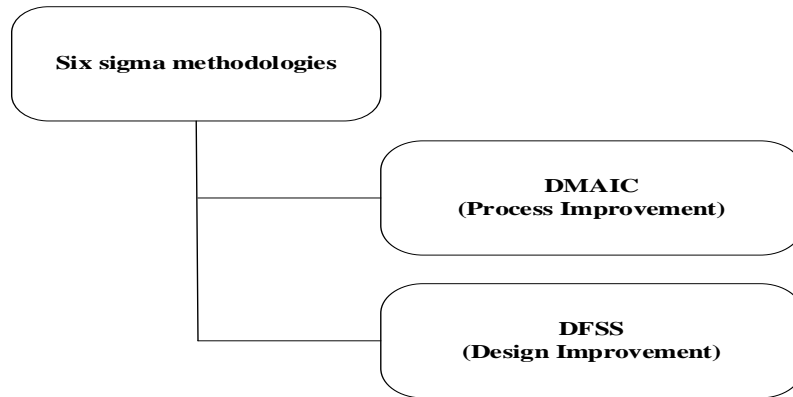 Six sigma methodologies
DMAIC
(Process Improvement)
DFSS
(Design Improvement)